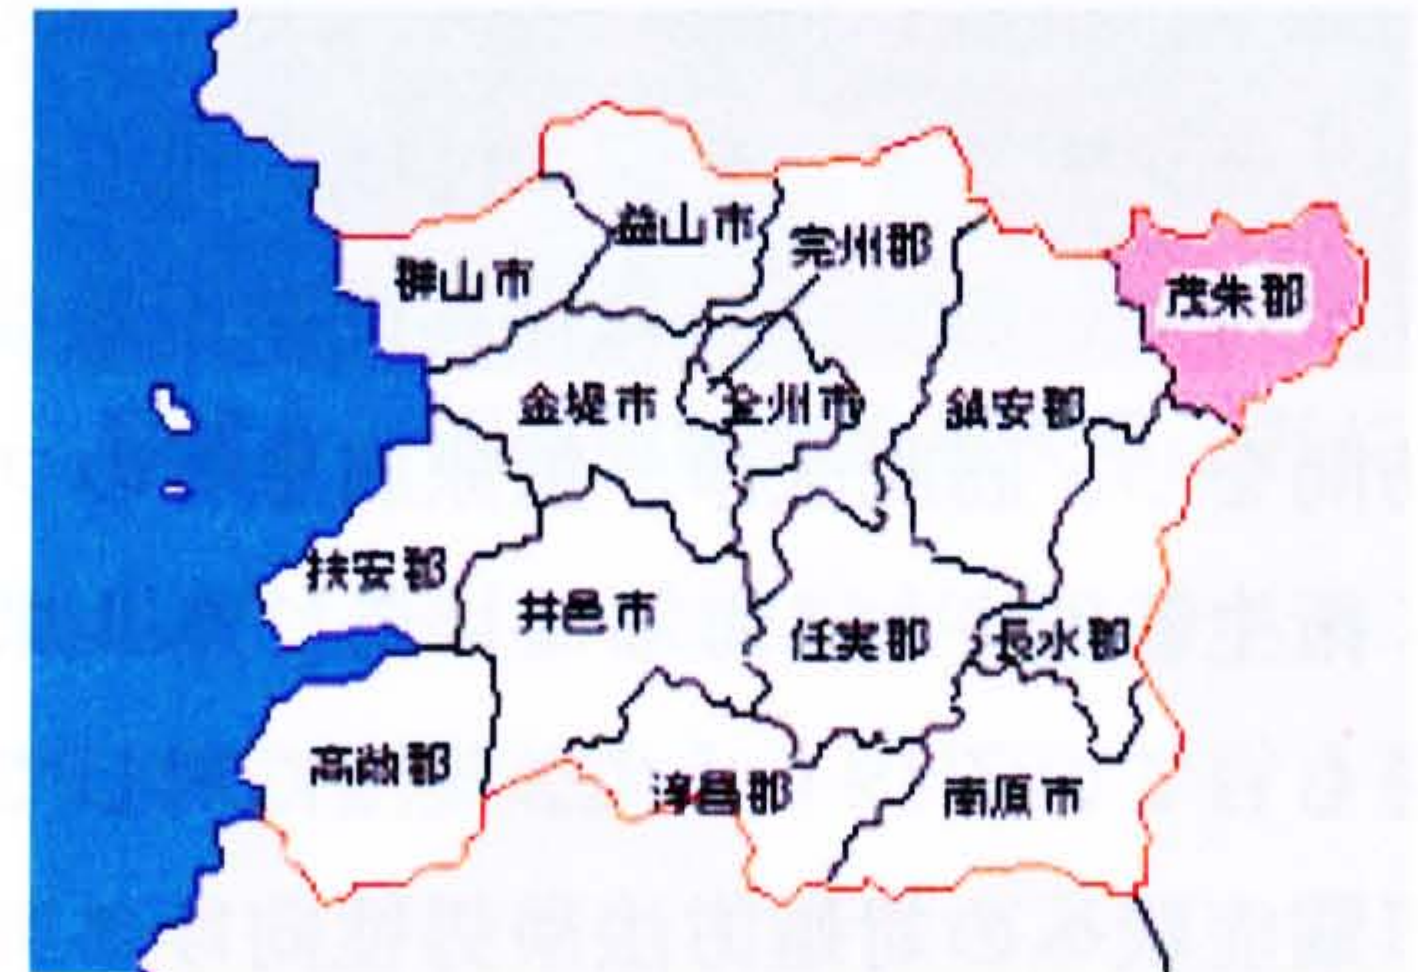 益山市
完州郡
群山市
茂朱郡
金堤市
全州市
鎮安郡
扶安郡
井邑市
任実郡
長水郡
高敞郡
淳昌郡
南原市